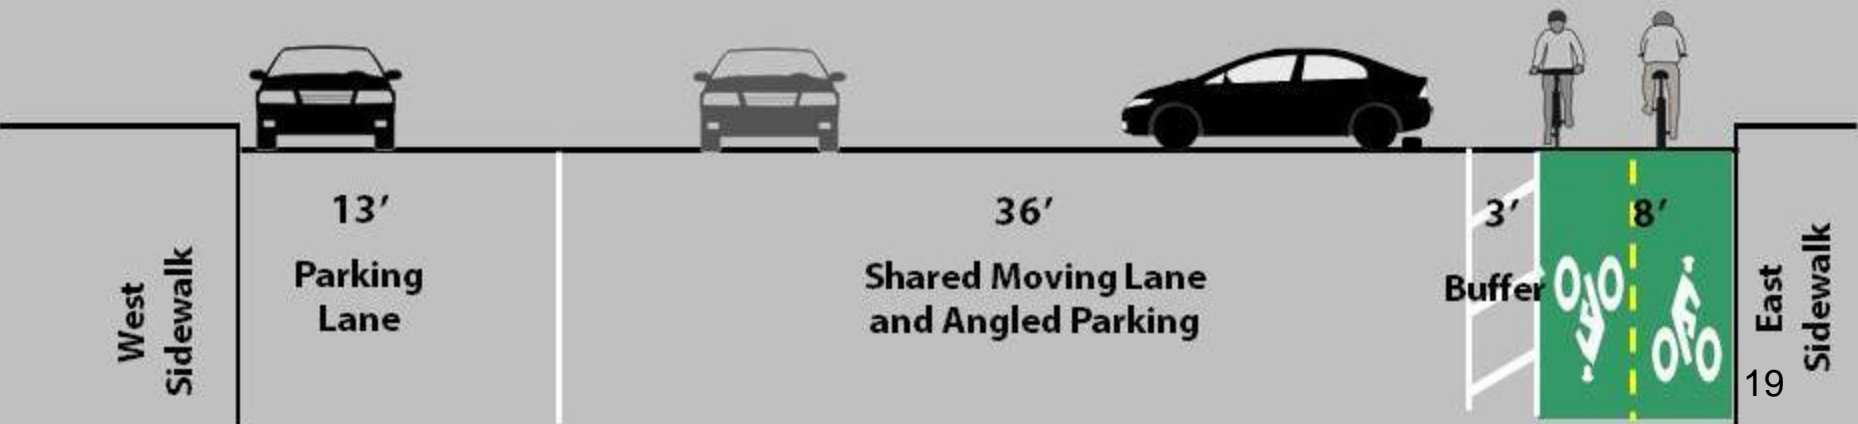 West
Sidewalk
13′
Parking
Lane
36′
Shared Moving Lane
and Angled Parking
3′
Buffer
8′
East
Sidewalk
19